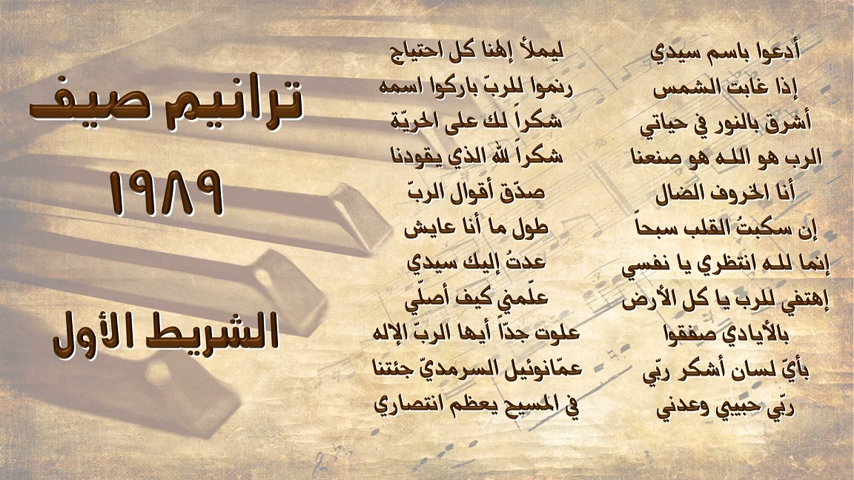 ترانيم صيف
١٩٨٩
الشريط الأول
أدعوا باسم سيدي
إذا غابت الشمس
أشرق بالنور في حياتي
الرب هو اللـه هو صنعنا
أنا الخروف الضال
إن سكبتُ القلب سبحاً
إنما للـه انتظري يا نفسي
إهتفي للرب يا كل الأرض
بالأيادي صفقوا
بأيّ لسان أشكر ربّي
ربّي حبيبي وعدني
ليملأ إلهنا كل احتياج
رنموا للربّ باركوا اسمه
شكراً لك على الحريّة
شكراً لله الذي يقودنا
صدّق أقوال الربّ
طول ما أنا عايش
عدتُ إليك سيدي
علّمني كيف أصلّي
علوت جدّاً أيها الربّ الإله
عمّانوئيل السرمديّ جئتنا
في المسيح يعظم انتصاري